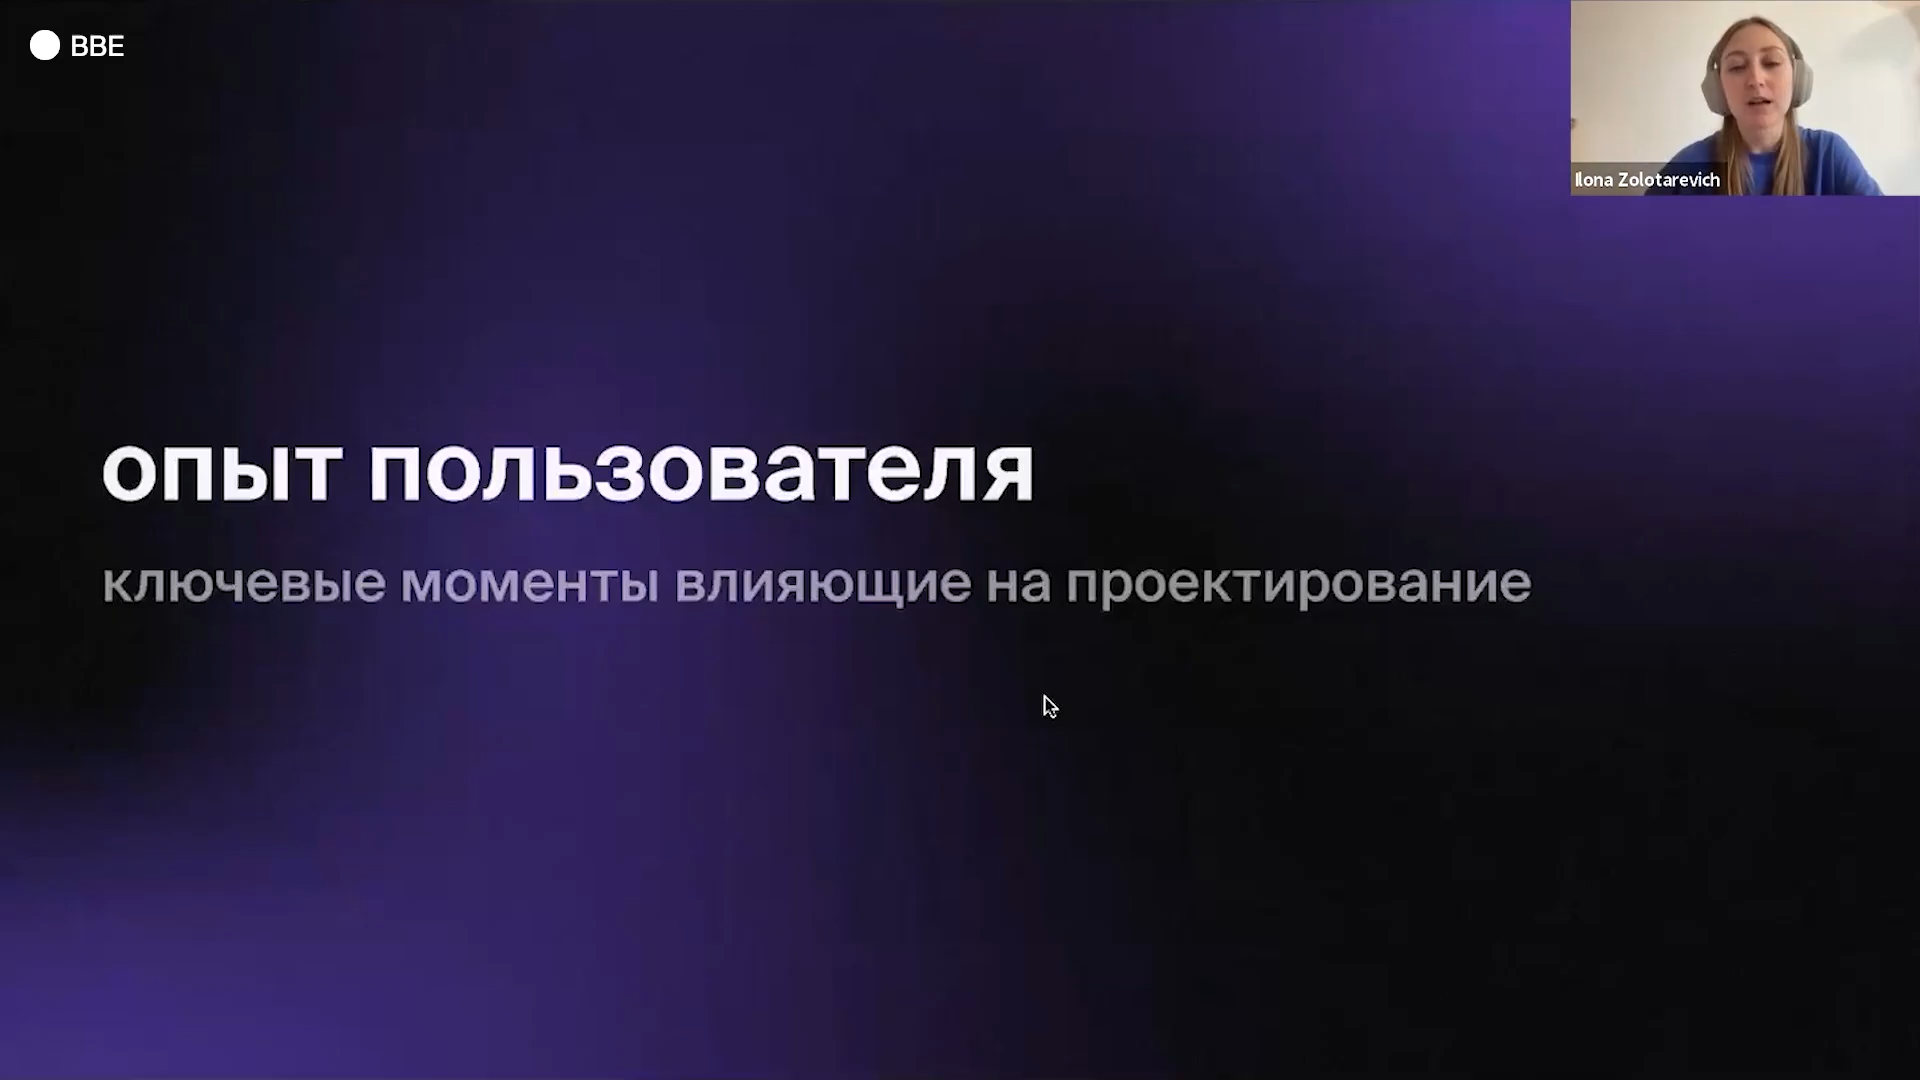 BBE
Ilona Zolotarevich
опыт пользователя
ключевые моменты влияющие на проектирование